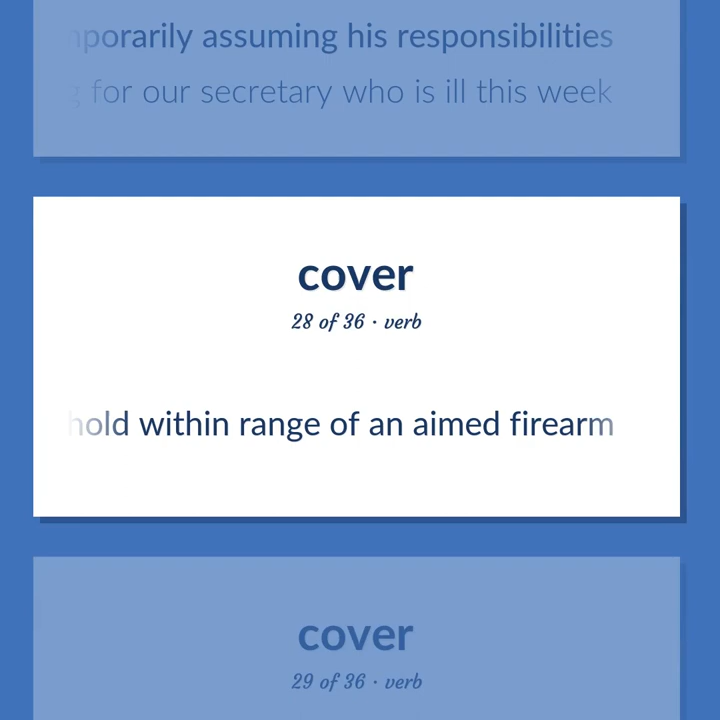 assuming his responsibilities
for our secretary who is ill this week
cover
28 of 36 · verb
hold within range of an aimed firearm
cover
29 of 36 · verb